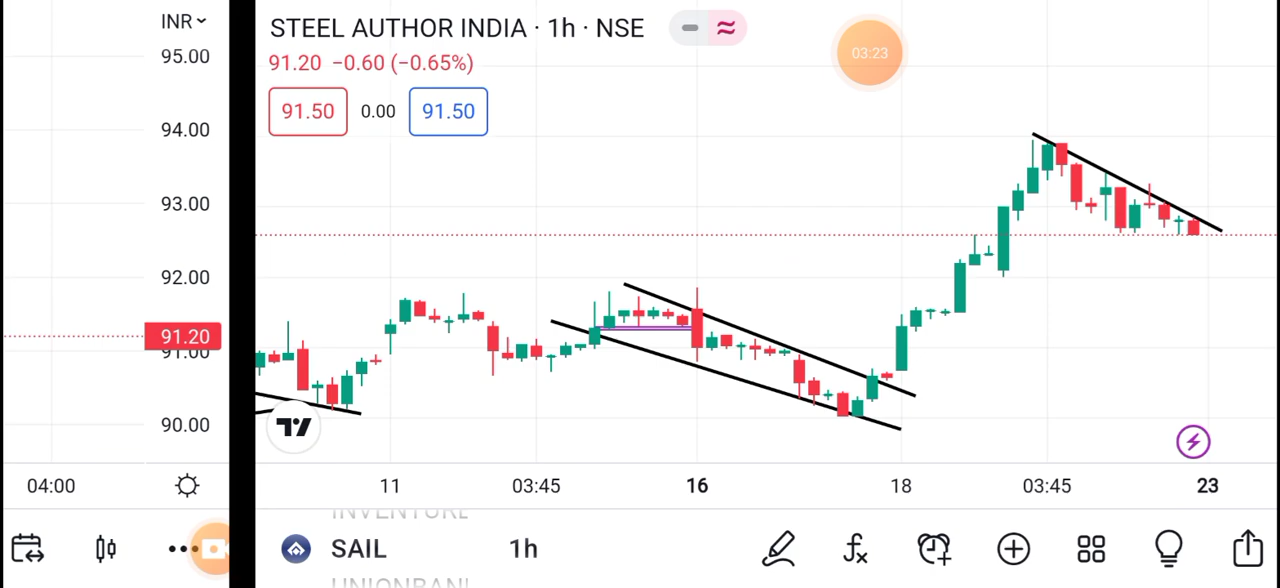 INR
95.00
94.00
93.00
92.00
91.20
91.00
90.00
04:00
STEEL AUTHOR INDIA · 1h · NSE
91.20 −0.60 (−0.65%)
91.50 0.00 91.50
03:23
11 03:45 16 18 03:45 23
SAIL 1h